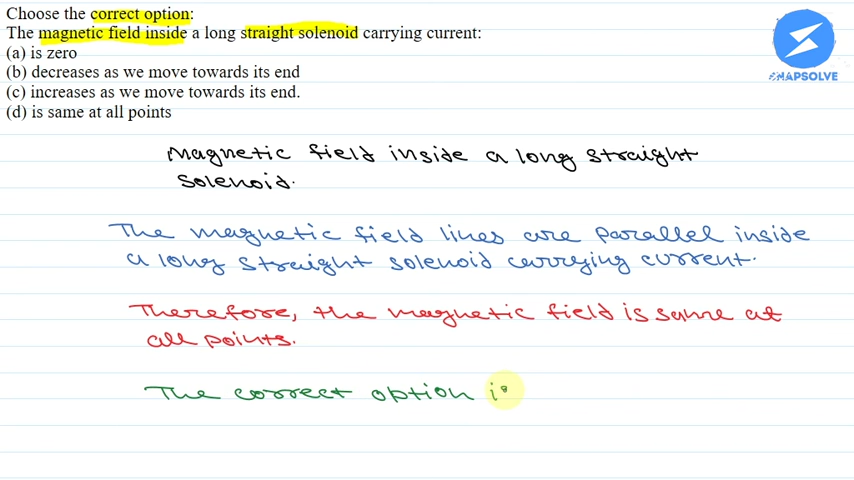 Choose the correct option:
The magnetic field inside a long straight solenoid carrying current:
(a) is zero
(b) decreases as we move towards its end
(c) increases as we move towards its end.
(d) is same at all points
SNAPSOLVE
Magnetic field inside a long straight
solenoid.
The magnetic field lines are parallel inside
a long straight solenoid carrying current.
Therefore, the magnetic field is same at
all points.
The correct option is